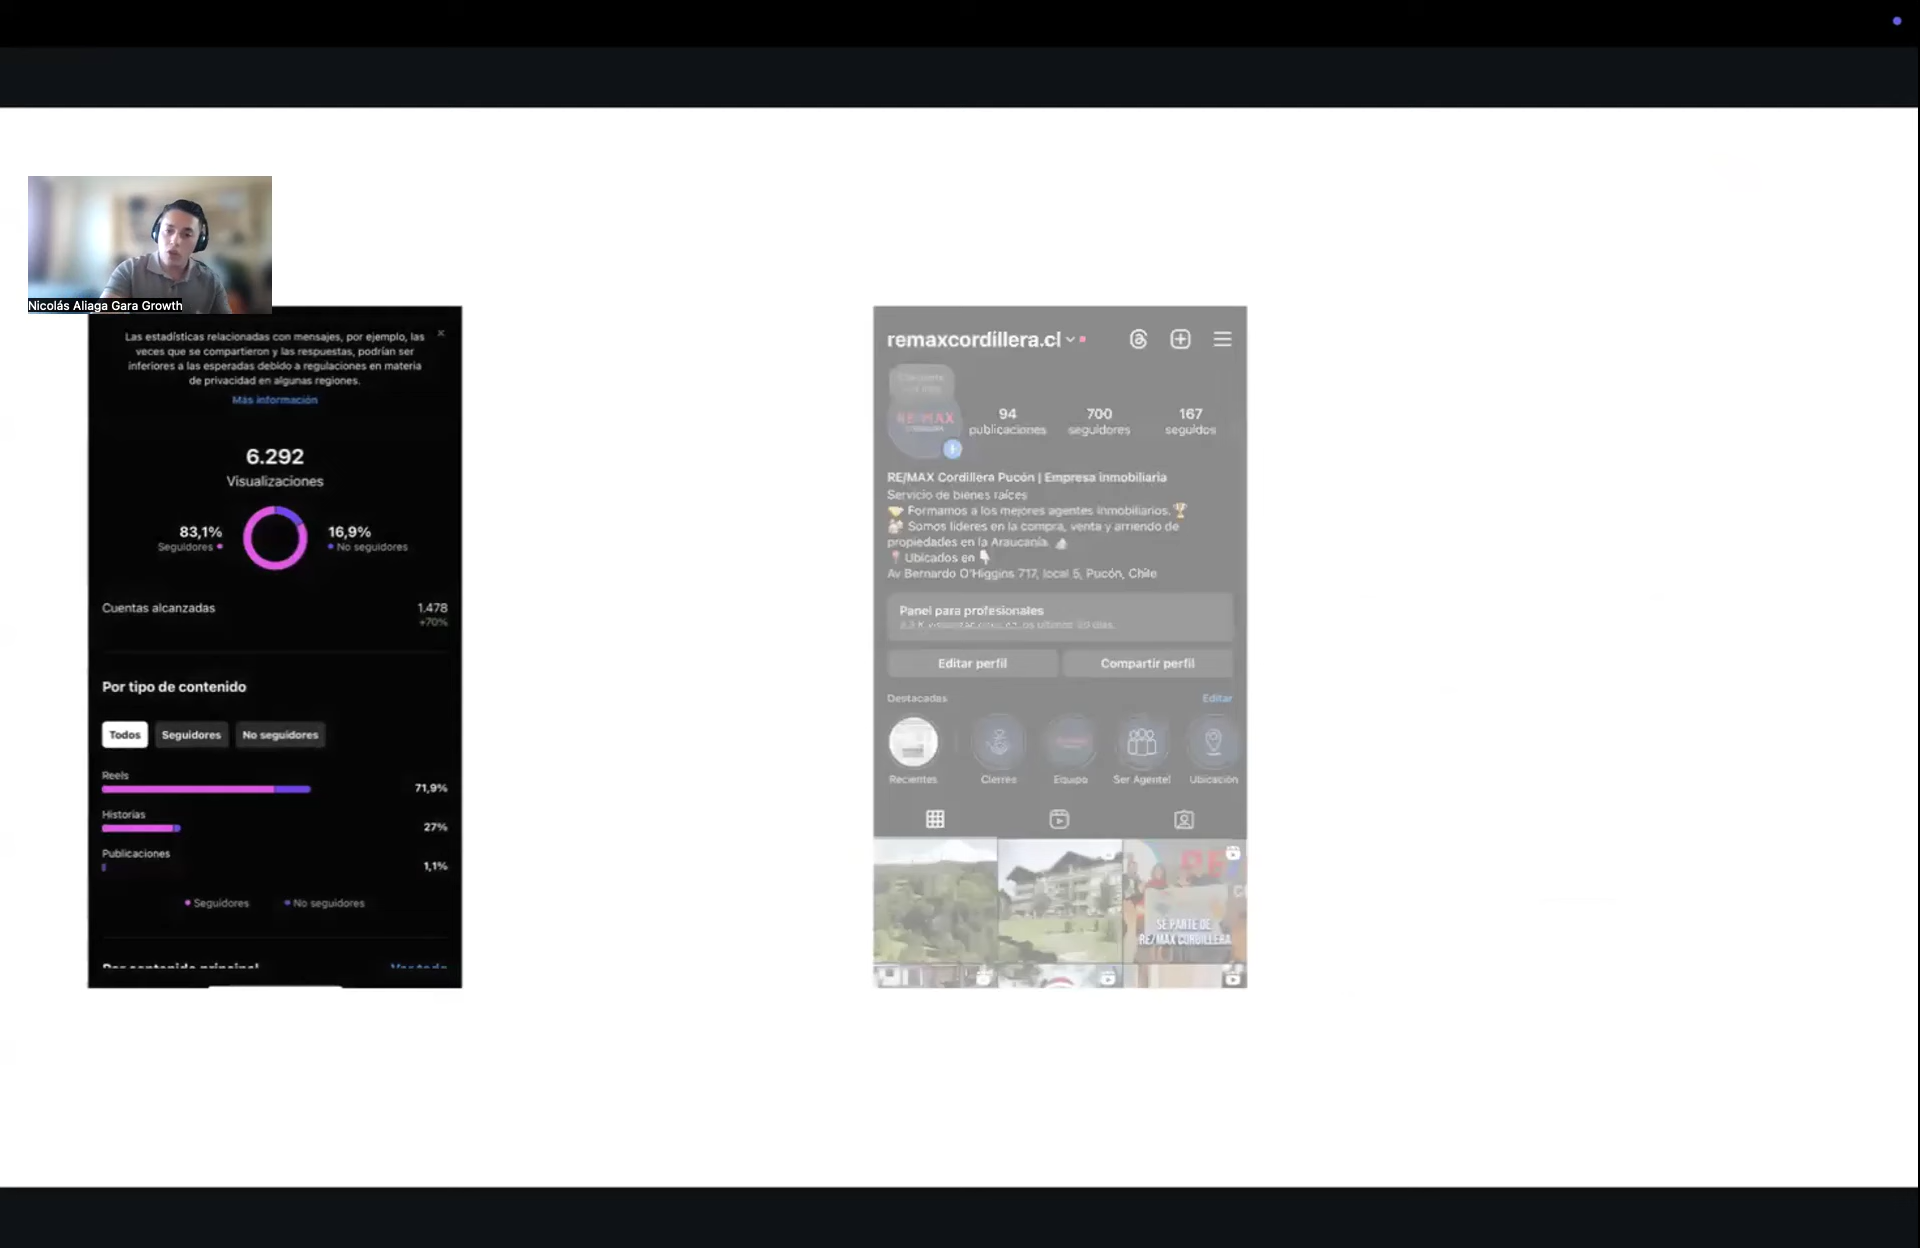 Nicolás Aliaga Gara Growth
Las estadísticas relacionadas con mensajes, por ejemplo, las
veces que se compartieron y las respuestas, podrían ser
inferiores a las esperadas debido a regulaciones en materia
de privacidad en algunas regiones.
Más información
6.292
Visualizaciones
83,1%
Seguidores
16,9%
No seguidores
Cuentas alcanzadas
1.478
+70%
Por tipo de contenido
Todos
Seguidores
No seguidores
Reels
71,9%
Historias
27%
Publicaciones
1,1%
Seguidores
No seguidores
Por contenido principal
Ver todo
remaxcordillera.cl
RE/MAX
94
publicaciones
700
seguidores
167
seguidos
RE/MAX Cordillera Pucón | Empresa inmobiliaria
Servicio de bienes raíces
🤝 Formamos a los mejores agentes inmobiliarios. 🏆
🏘️ Somos líderes en la compra, venta y arriendo de
propiedades en la Araucanía. 🏔️
📍 Ubicados en 👇🏻
Av Bernardo O'Higgins 717, local 5, Pucón, Chile
Panel para profesionales
Editar perfil
Compartir perfil
Destacadas
Editar
Recientes
Cierres
Equipo
Ser Agente!
Ubicación
SE PARTE DE
RE/MAX CORDILLERA